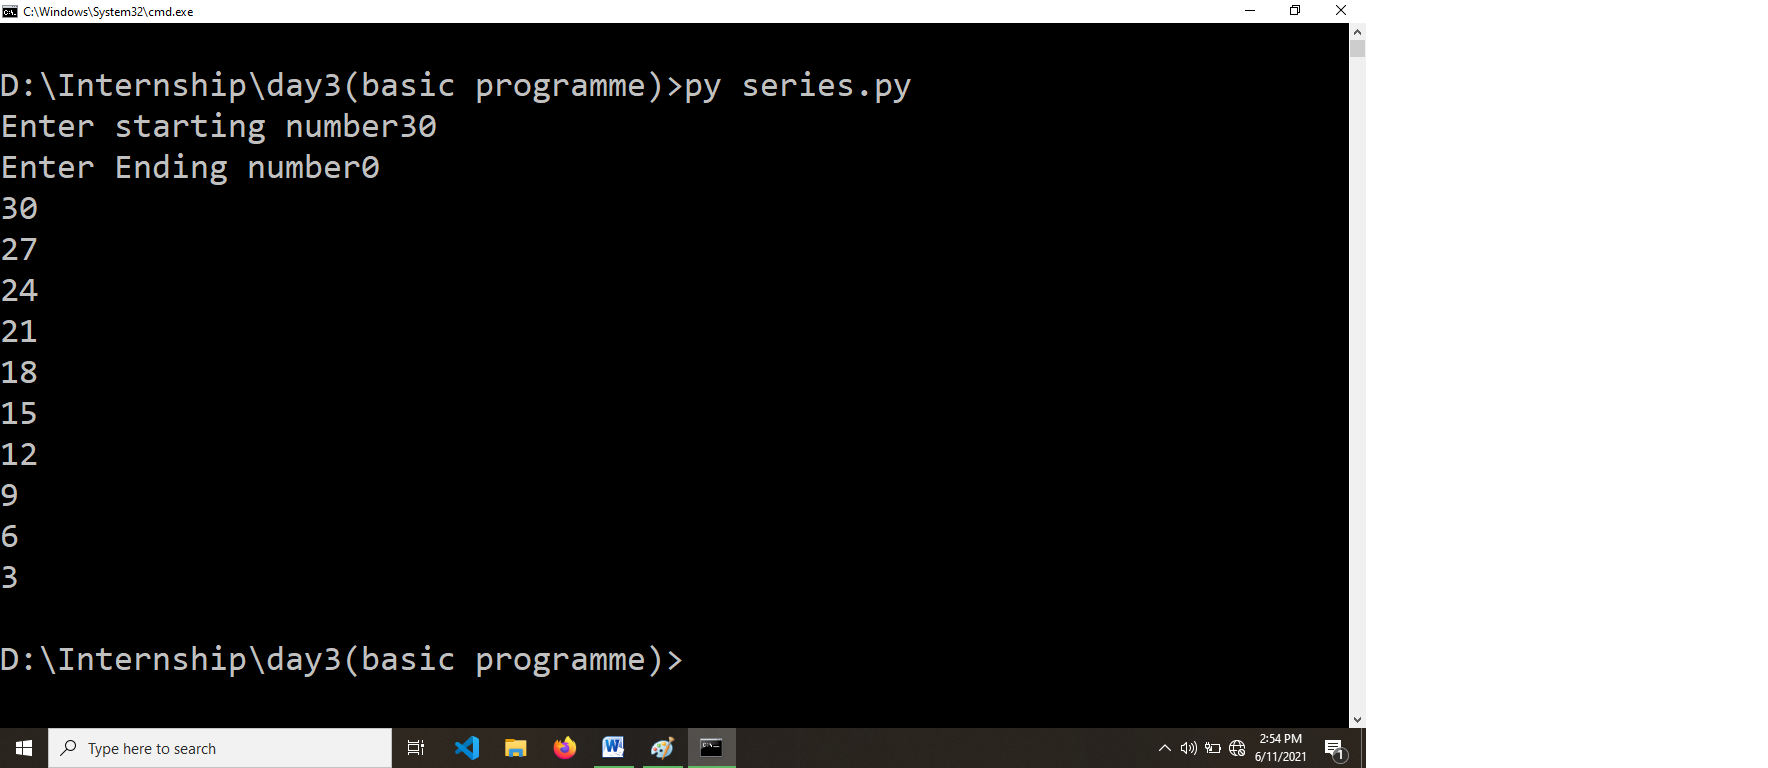 C:\Windows\System32\cmd.exe
D:\Internship\day3(basic programme)>py series.py
Enter starting number30
Enter Ending number0
30
27
24
21
18
15
12
9
6
3
D:\Internship\day3(basic programme)>
Type here to search
2:54 PM
6/11/2021
1